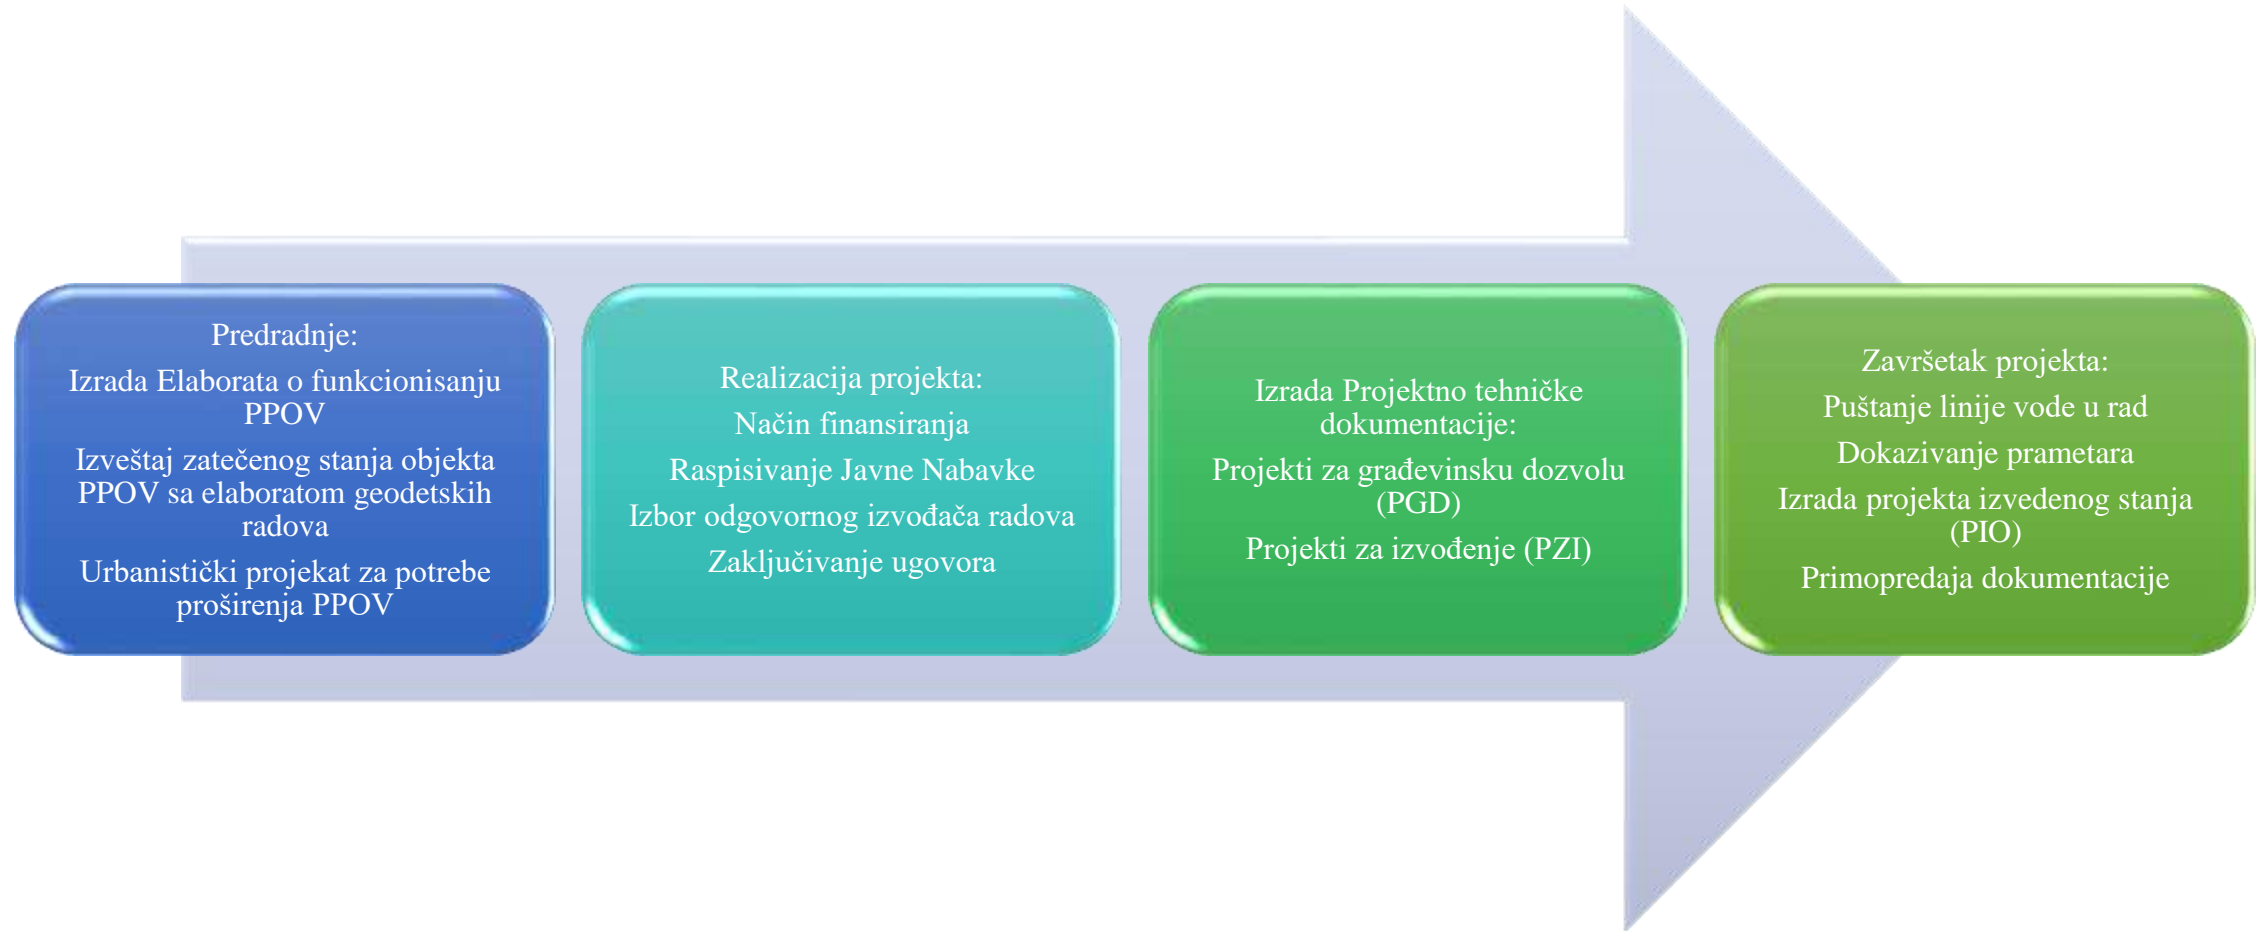 Predradnje:
Izrada Elaborata o funkcionisanju
PPOV
Izveštaj zatečenog stanja objekta
PPOV sa elaboratom geodetskih
radova
Urbanistički projekat za potrebe
proširenja PPOV
Realizacija projekta:
Način finansiranja
Raspisivanje Javne Nabavke
Izbor odgovornog izvođača radova
Zaključivanje ugovora
Izrada Projektno tehničke
dokumentacije:
Projekti za građevinsku dozvolu
(PGD)
Projekti za izvođenje (PZI)
Završetak projekta:
Puštanje linije vode u rad
Dokazivanje prametara
Izrada projekta izvedenog stanja
(PIO)
Primopredaja dokumentacije